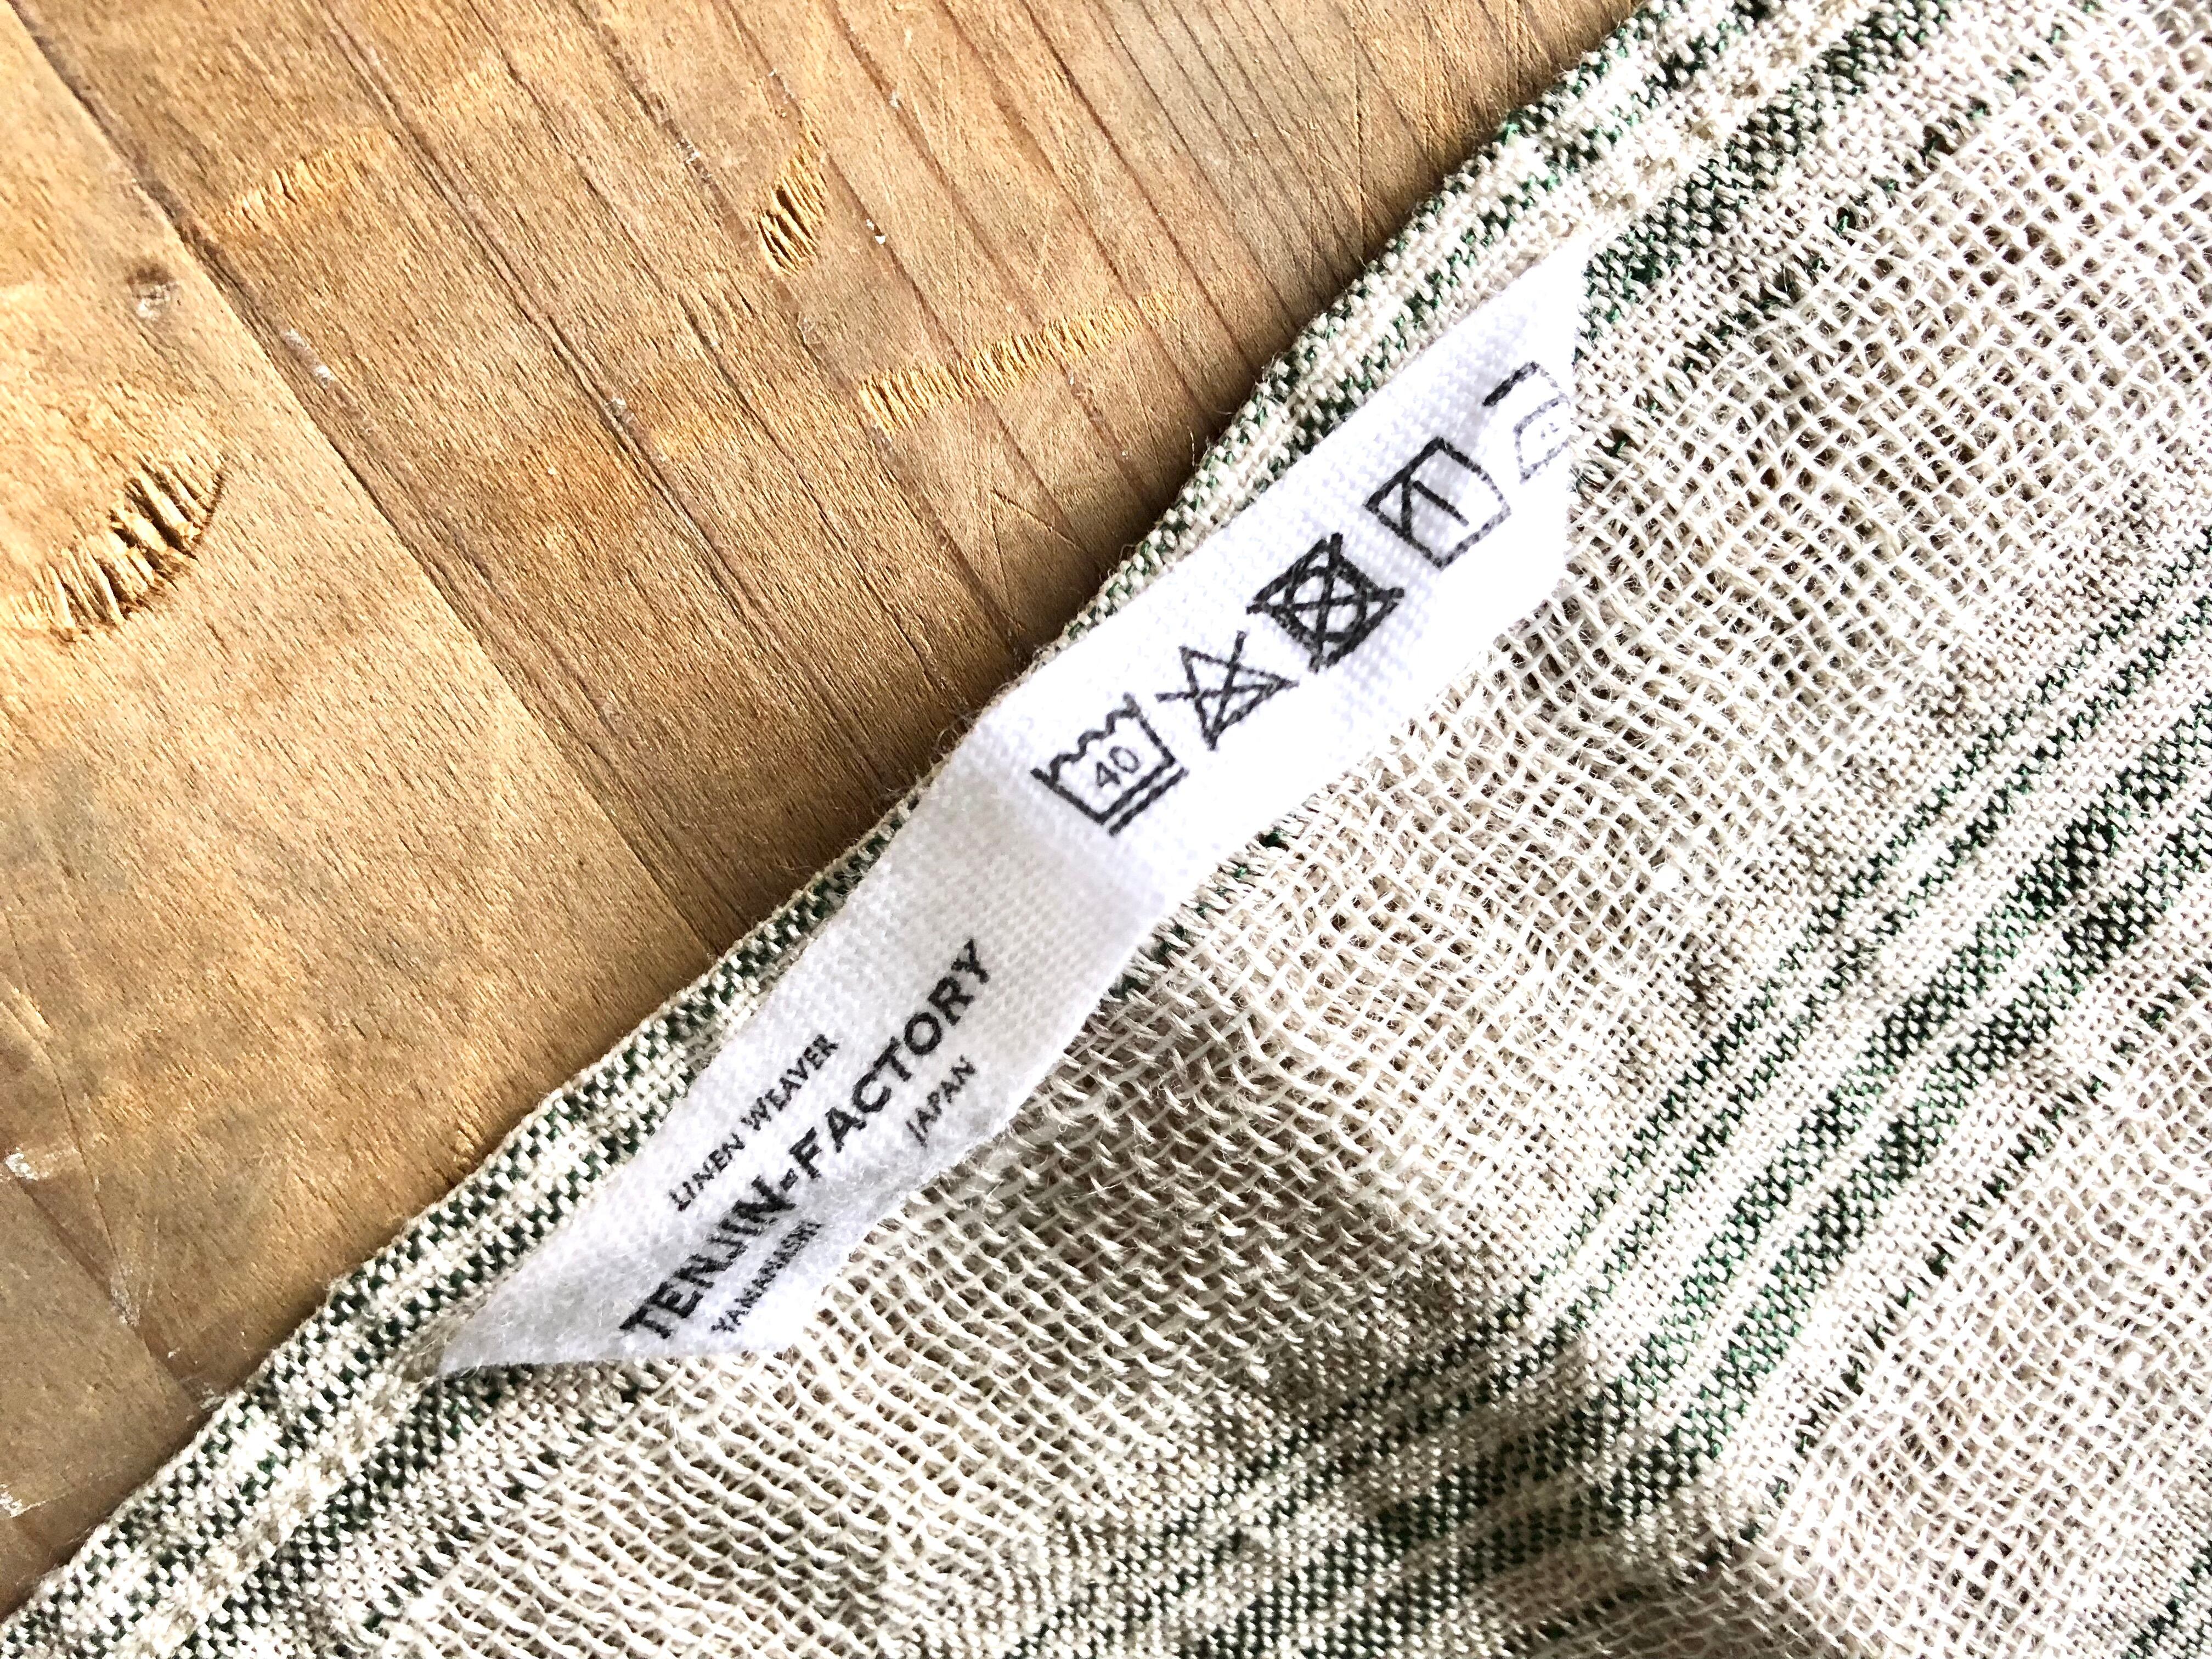 40
LINEN WEAVER
TENJIN-FACTORY
YAMANASHI JAPAN